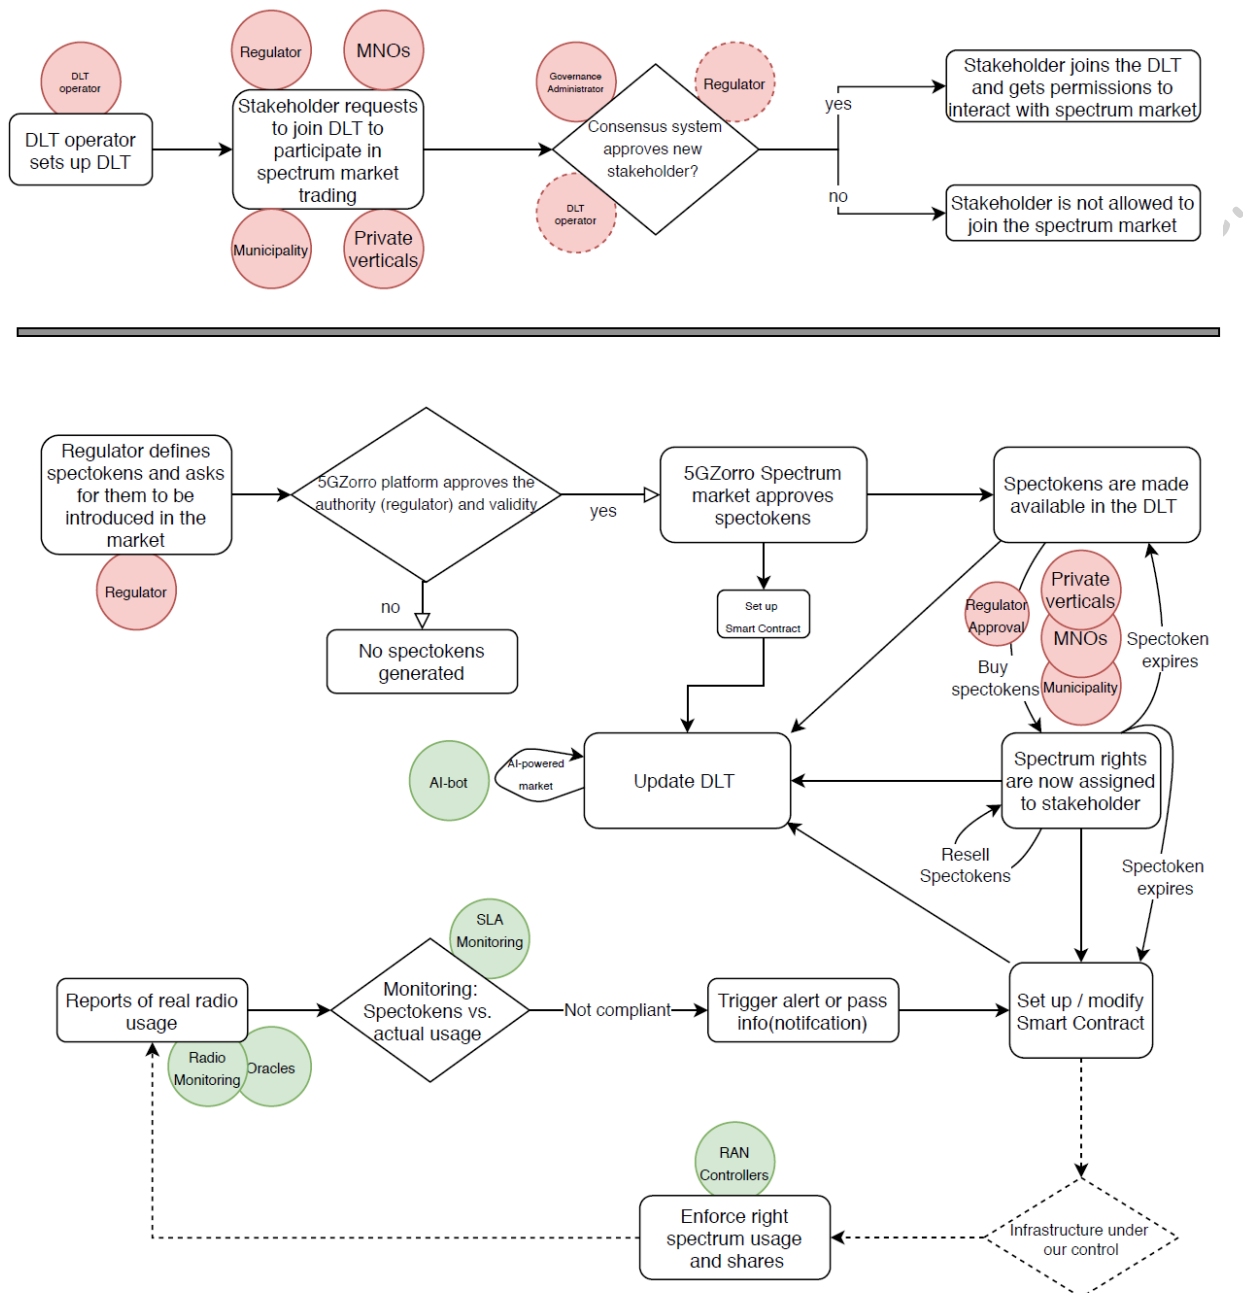 DLT
operator
DLT operator
sets up DLT
Regulator
MNOs
Stakeholder requests
to join DLT to
participate in
spectrum market
trading
Municipality
Private
verticals
Governance
Administrator
Regulator
Consensus system
approves new
stakeholder?
DLT
operator
yes
no
Stakeholder joins the DLT
and gets permissions to
interact with spectrum market
Stakeholder is not allowed to
join the spectrum market
Regulator defines
spectokens and asks
for them to be
introduced in the
market
Regulator
5GZorro platform approves the
authority (regulator) and validity
yes
no
No spectokens
generated
5GZorro Spectrum
market approves
spectokens
Set up
Smart Contract
Spectokens are made
available in the DLT
Regulator
Approval
Private
verticals
MNOs
Municipality
Buy
spectokens
Spectoken
expires
AI-bot
AI-powered
market
Update DLT
Spectrum rights
are now assigned
to stakeholder
Resell
Spectokens
Spectoken
expires
SLA
Monitoring
Reports of real radio
usage
Radio
Monitoring
Oracles
Monitoring:
Spectokens vs.
actual usage
Not compliant
Trigger alert or pass
info(notifcation)
Set up / modify
Smart Contract
RAN
Controllers
Enforce right
spectrum usage
and shares
Infrastructure under
our control